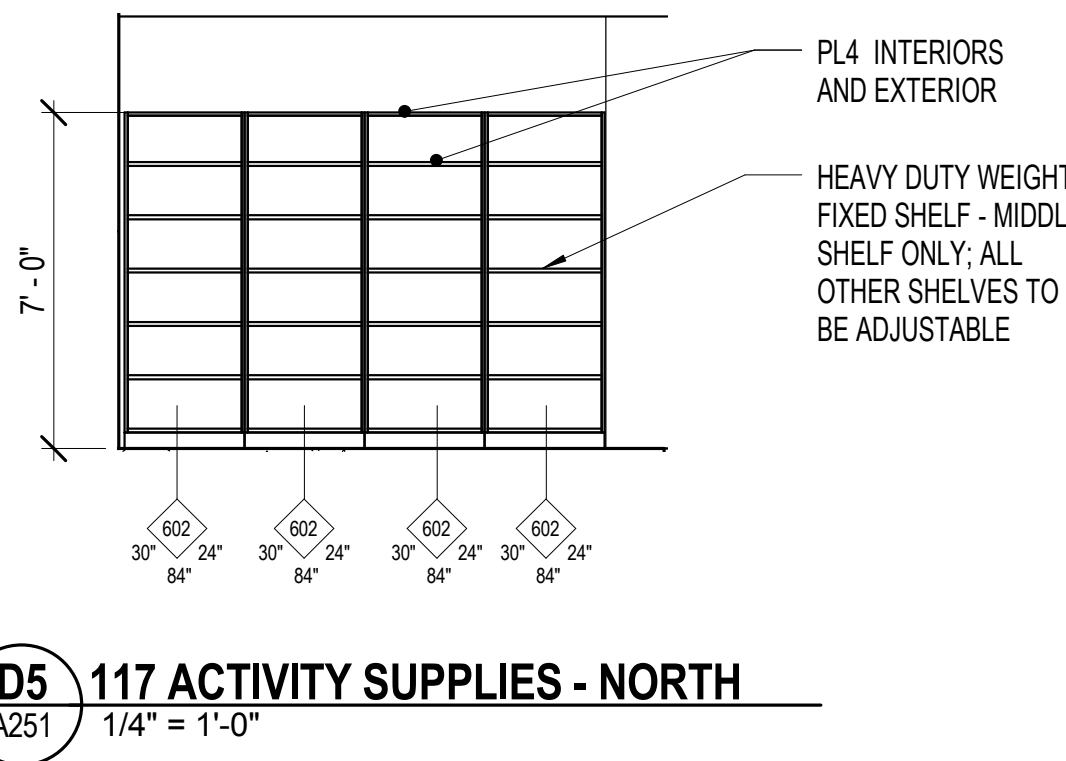 PL4 INTERIORS
AND EXTERIOR
HEAVY DUTY WEIGHT
FIXED SHELF - MIDDL
SHELF ONLY; ALL
OTHER SHELVES TO
BE ADJUSTABLE
7' - 0"
602 602 602 602
30" 24" 30" 24" 30" 24" 30" 24"
84" 84" 84" 84"
D5 117 ACTIVITY SUPPLIES - NORTH
A251 1/4" = 1'-0"